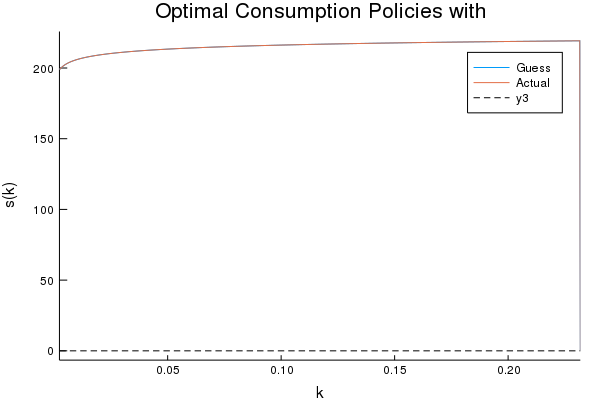 Optimal Consumption Policies with
s(k)
200
150
100
50
0
0.05
0.10
0.15
0.20
k
Guess
Actual
y3